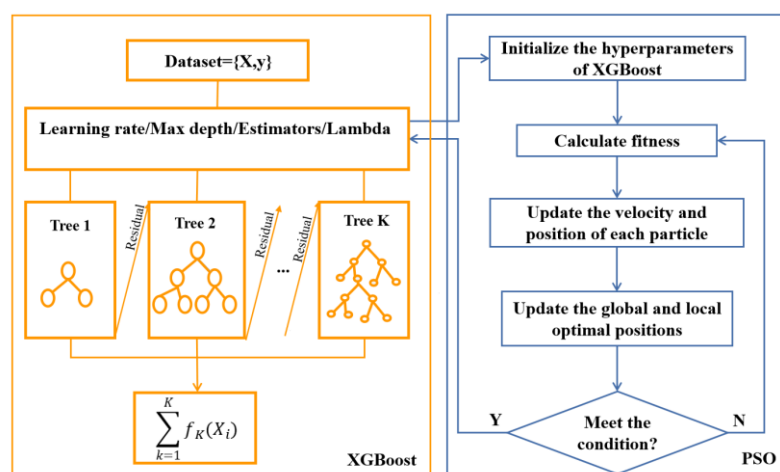 Dataset={X,y}
Learning rate/Max depth/Estimators/Lambda
Tree 1
Residual
Tree 2
Residual
...
Residual
Tree K
\sum_{k=1}^{K} f_K(X_i)
XGBoost
Initialize the hyperparameters
of XGBoost
Calculate fitness
Update the velocity and
position of each particle
Update the global and local
optimal positions
Y
Meet the
condition?
N
PSO